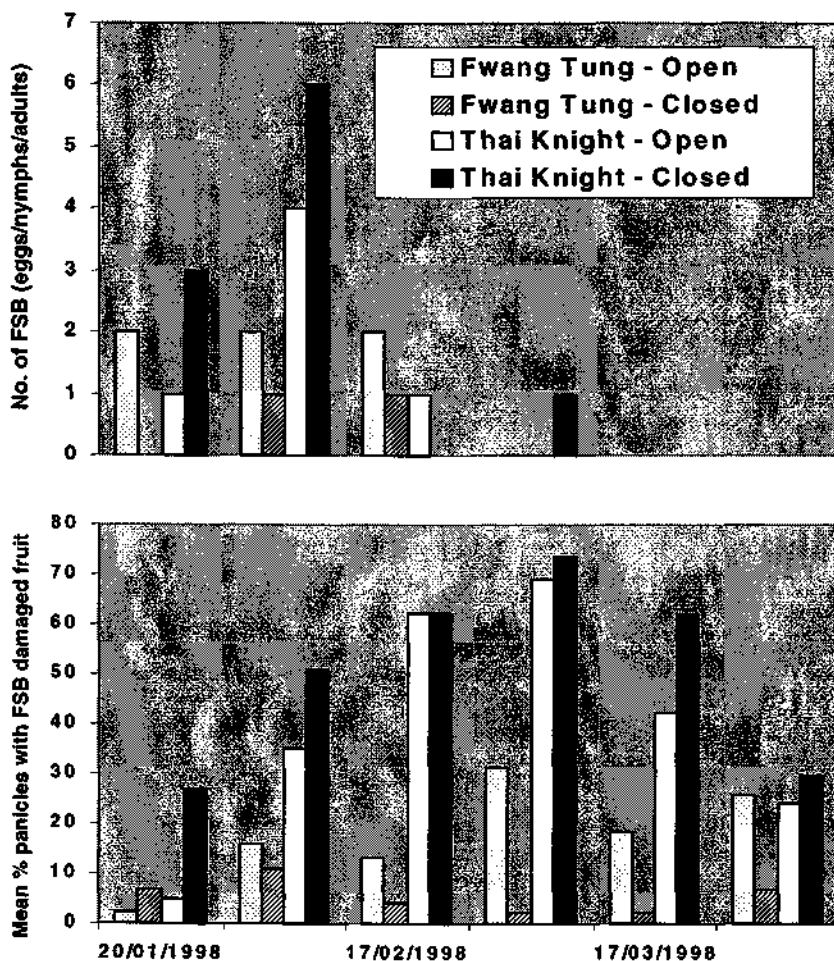 No. of FSB (eggs/nymphs/adults)
7
6
5
4
3
2
1
0
Fwang Tung - Open
Fwang Tung - Closed
Thai Knight - Open
Thai Knight - Closed
Mean % panicles with FSB damaged fruit
80
70
60
50
40
30
20
10
0
20/01/1998 17/02/1998 17/03/1998